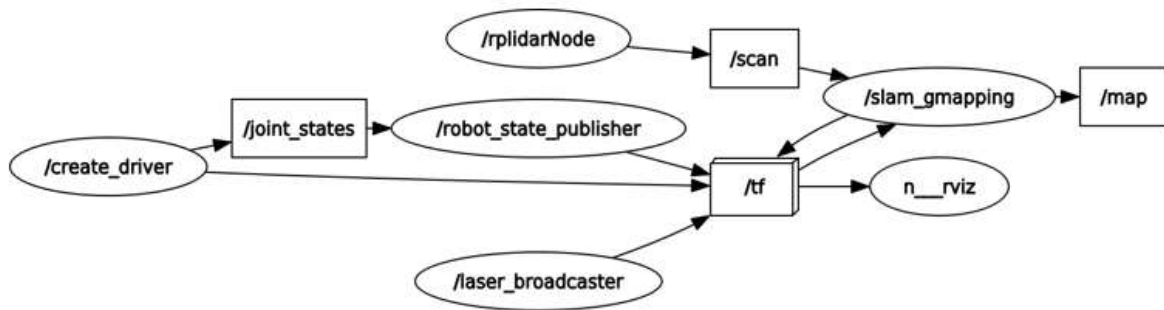 /rplidarNode
/scan
/slam_gmapping
/map
/joint_states
/robot_state_publisher
/create_driver
/tf
n___rviz
/laser_broadcaster